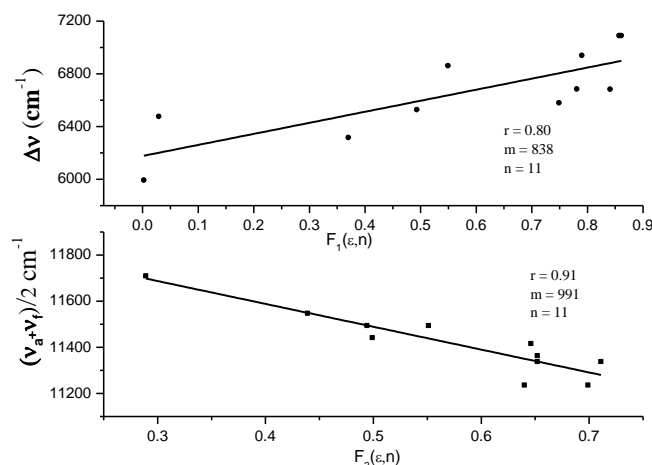 7200
6800
6400
6000
Δν (cm⁻¹)
r = 0.80
m = 838
n = 11
0.0 0.1 0.2 0.3 0.4 0.5 0.6 0.7 0.8 0.9
F₁(ε,n)
11800
11600
11400
11200
(νₐ₊ν_f)/2 cm⁻¹
r = 0.91
m = 991
n = 11
0.3 0.4 0.5 0.6 0.7
F₂(ε,n)